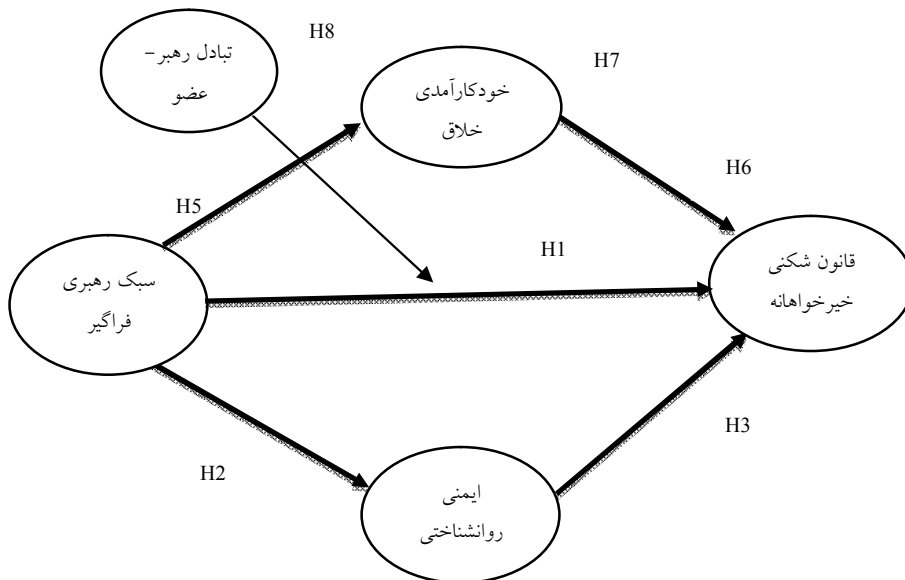 H8
تبادل رهبر–
عضو
H7
خودکارآمدی
خلاق
H6
H5
H1
قانون شکنی
خیرخواهانه
سبک رهبری
فراگیر
H3
H2
ایمنی
روانشناختی